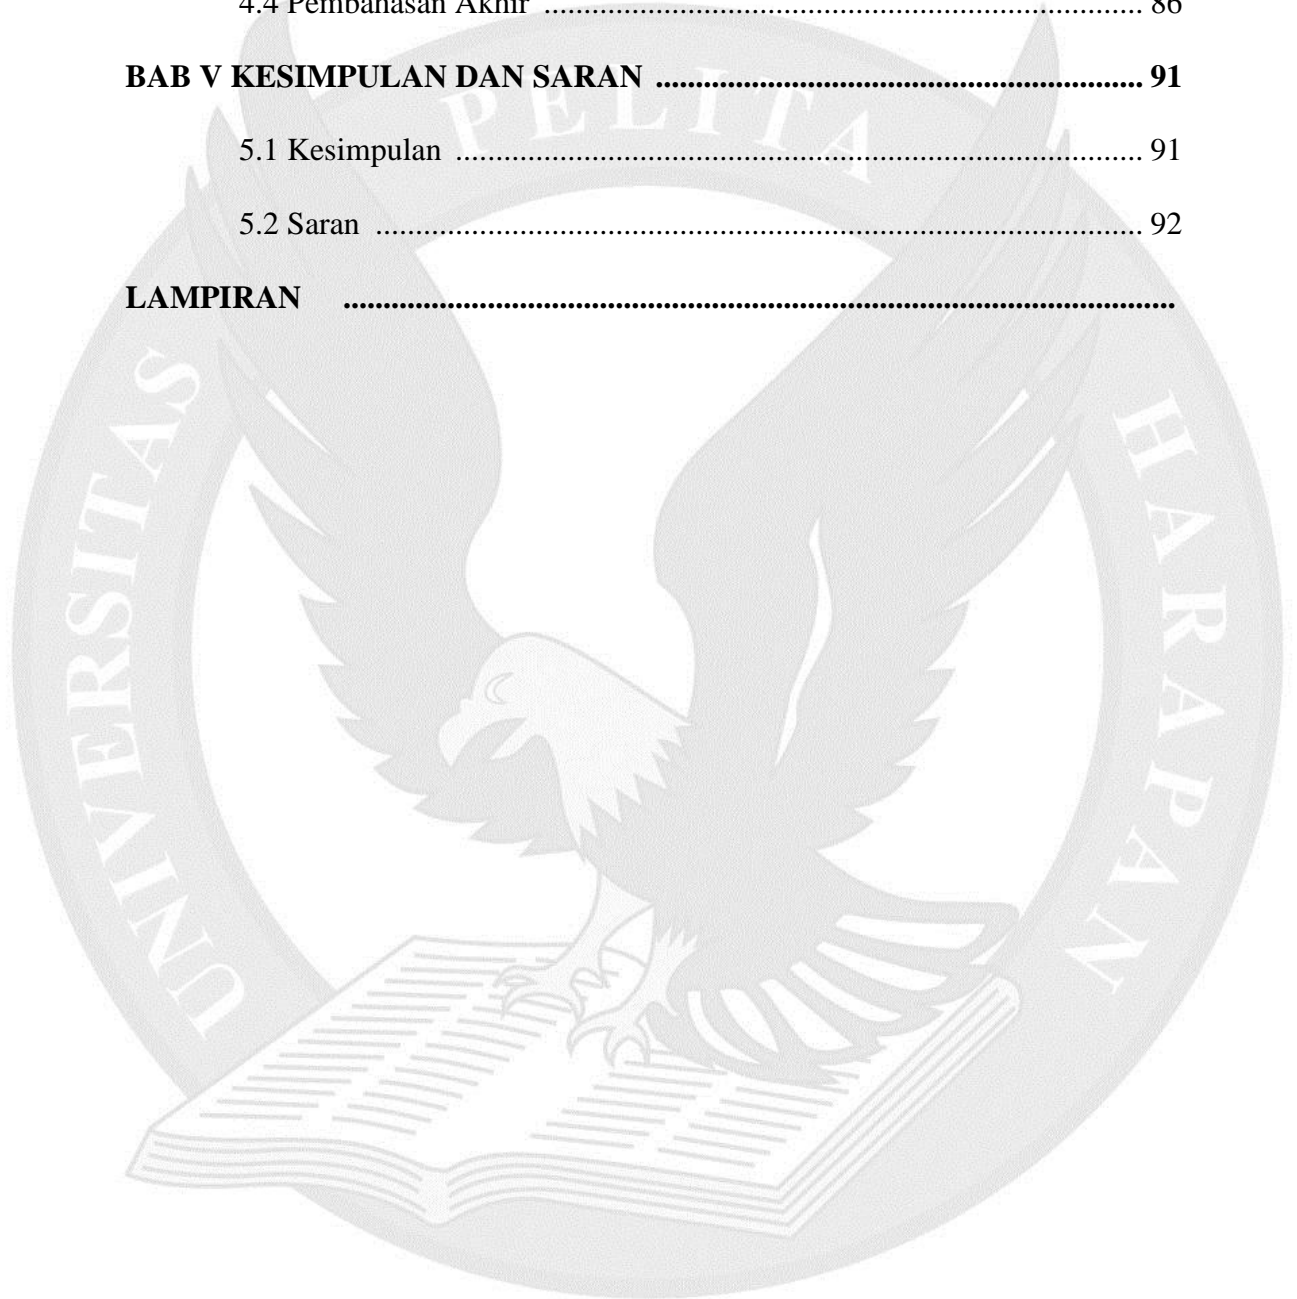 4.4 Pembahasan Akhir ........................................................................... 86
BAB V KESIMPULAN DAN SARAN ............................................................. 91
5.1 Kesimpulan ...................................................................................... 91
5.2 Saran ................................................................................................ 92
LAMPIRAN ........................................................................................................
UNIVERSITAS PELITA HARAPAN